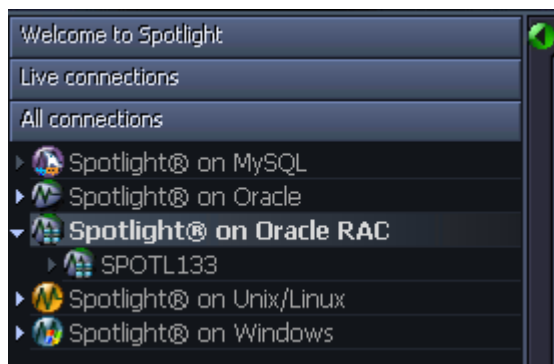 Welcome to Spotlight
Live connections
All connections
Spotlight® on MySQL
Spotlight® on Oracle
Spotlight® on Oracle RAC
SPOTL133
Spotlight® on Unix/Linux
Spotlight® on Windows